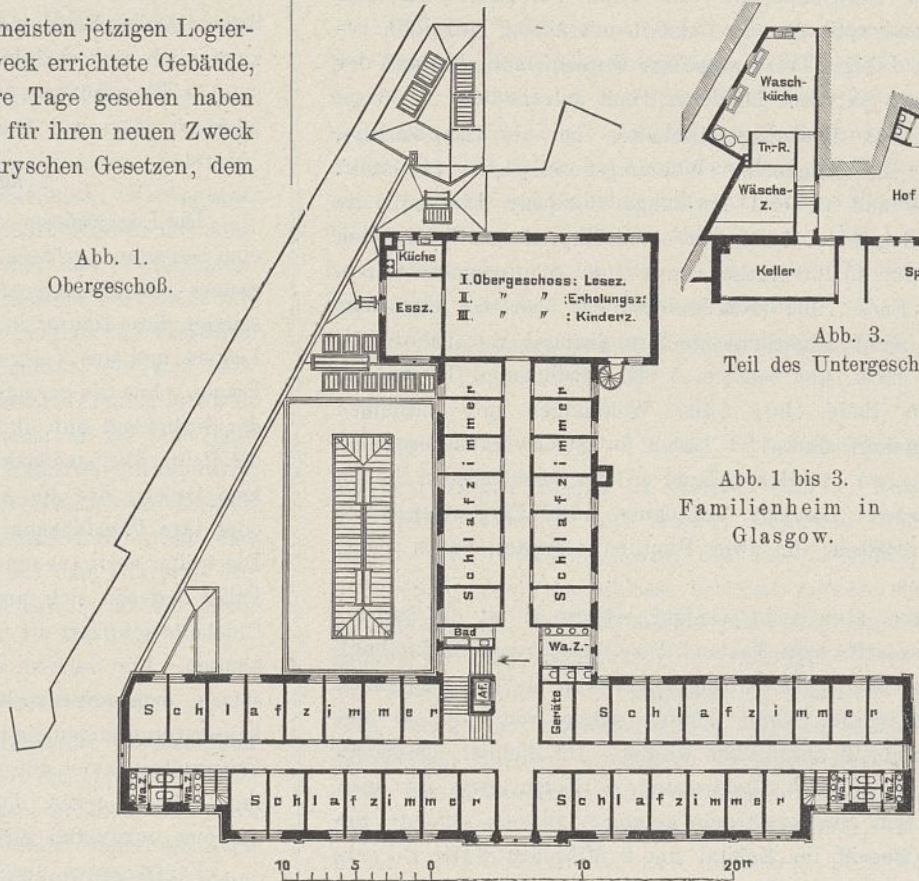 meisten jetzigen Logier-
weck errichtete Gebäude,
re Tage gesehen haben
für ihren neuen Zweck
ryschen Gesetzen, dem
Abb. 1.
Obergeschoß.
Wasch-
küche
Tr.-R.
Wäsche-
z.
Hof
Keller
Sp
Abb. 3.
Teil des Untergesch
Küche
Essz.
I. Obergeschoss: Lesez.
II. " " : Erholungsz:
III. " " : Kinderz.
Schlafzimmer
Schlafzimmer
Abb. 1 bis 3.
Familienheim in
Glasgow.
Bad
Wa.Z.
Af.
Geräte
Schlafzimmer
Schlafzimmer
Wa.Z.
Wa.Z.
Wa.Z.
Wa.Z.
Schlafzimmer
Schlafzimmer
10 5 0 10 20m